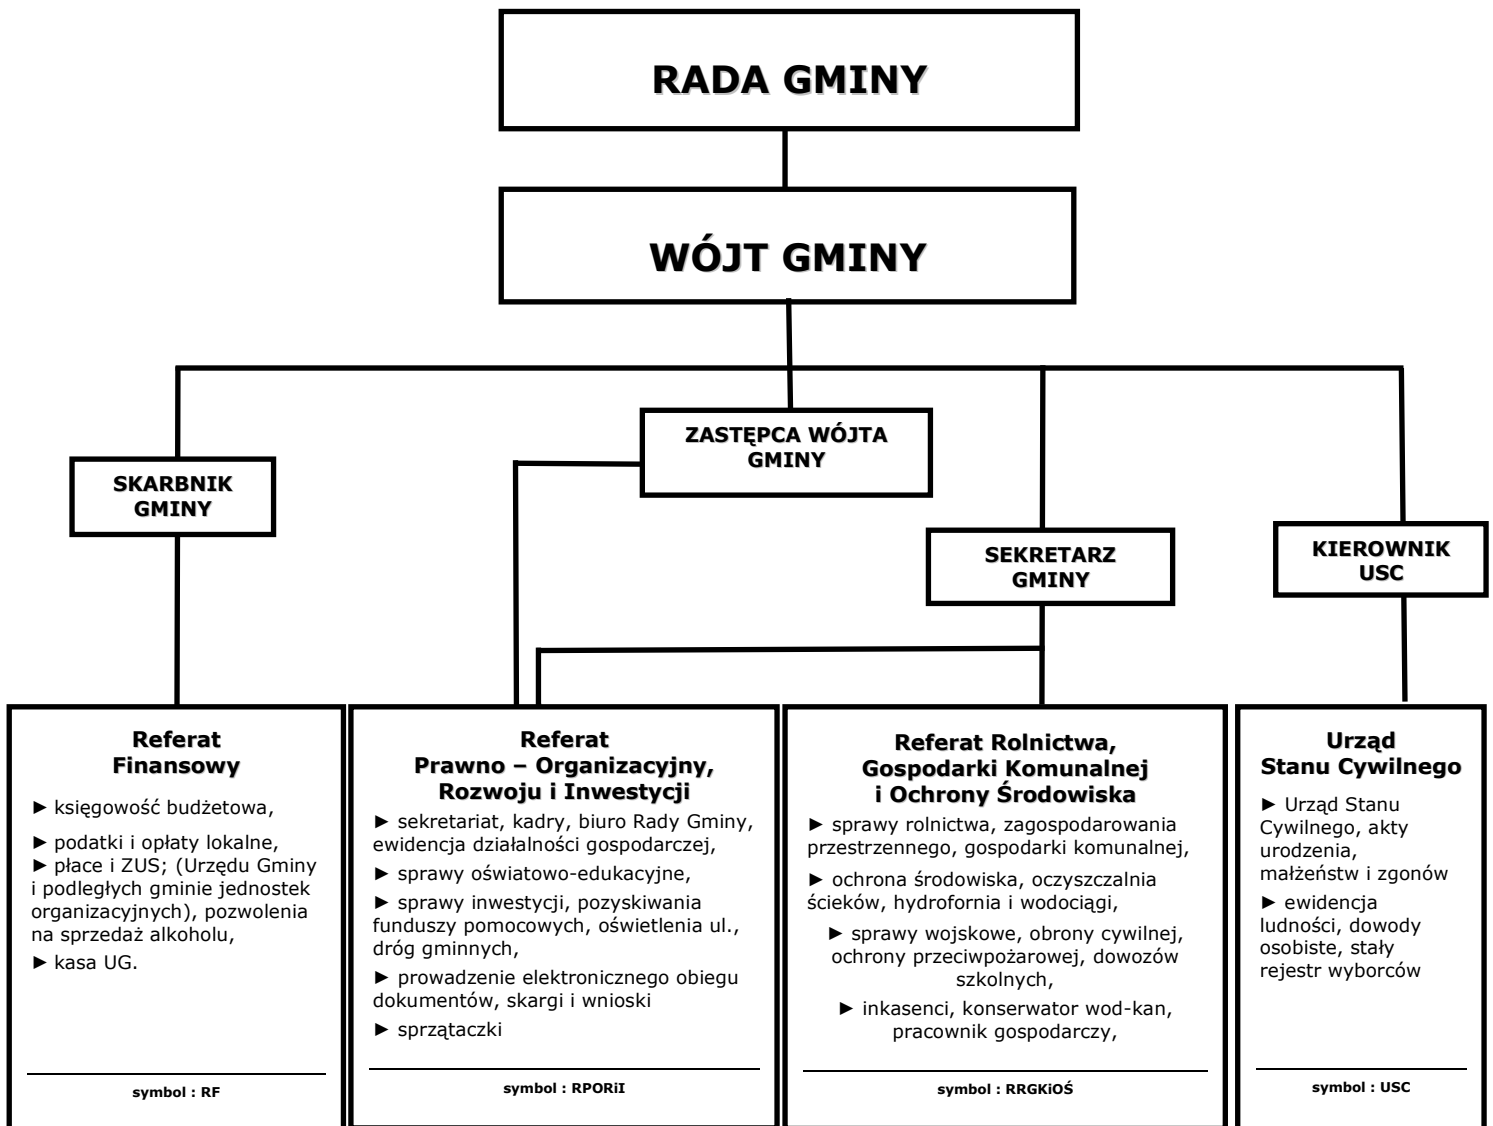 RADA GMINY
WÓJT GMINY
ZASTĘPCA WÓJTA
GMINY
SKARBNIK
GMINY
SEKRETARZ
GMINY
KIEROWNIK
USC
Referat
Finansowy
► księgowość budżetowa,
► podatki i opłaty lokalne,
► płace i ZUS; (Urzędu Gminy
i podległych gminie jednostek
organizacyjnych), pozwolenia
na sprzedaż alkoholu,
► kasa UG.
symbol : RF
Referat
Prawno – Organizacyjny,
Rozwoju i Inwestycji
► sekretariat, kadry, biuro Rady Gminy,
ewidencja działalności gospodarczej,
► sprawy oświatowo-edukacyjne,
► sprawy inwestycji, pozyskiwania
funduszy pomocowych, oświetlenia ul.,
dróg gminnych,
► prowadzenie elektronicznego obiegu
dokumentów, skargi i wnioski
► sprzątaczki
symbol : RPORiI
Referat Rolnictwa,
Gospodarki Komunalnej
i Ochrony Środowiska
► sprawy rolnictwa, zagospodarowania
przestrzennego, gospodarki komunalnej,
► ochrona środowiska, oczyszczalnia
ścieków, hydrofornia i wodociągi,
► sprawy wojskowe, obrony cywilnej,
ochrony przeciwpożarowej, dowozów
szkolnych,
► inkasenci, konserwator wod-kan,
pracownik gospodarczy,
symbol : RRGKiOŚ
Urząd
Stanu Cywilnego
► Urząd Stanu
Cywilnego, akty
urodzenia,
małżeństw i zgonów
► ewidencja
ludności, dowody
osobiste, stały
rejestr wyborców
symbol : USC